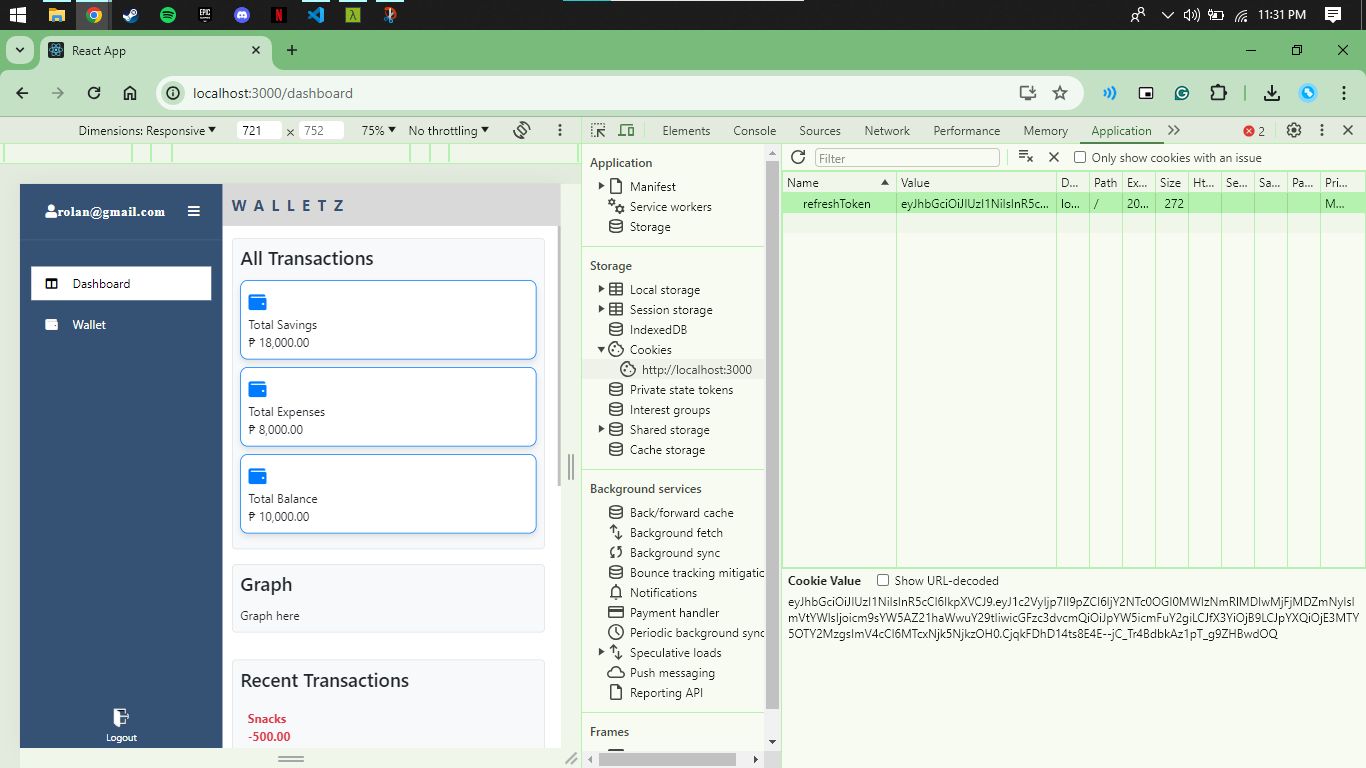 11:31 PM
React App
localhost:3000/dashboard
Dimensions: Responsive
721 × 752
75%
No throttling
Elements
Console
Sources
Network
Performance
Memory
Application
2
rolan@gmail.com
Dashboard
Wallet
Logout
WALLETZ
All Transactions
Total Savings
₱ 18,000.00
Total Expenses
₱ 8,000.00
Total Balance
₱ 10,000.00
Graph
Graph here
Recent Transactions
Snacks
-500.00
Application
Manifest
Service workers
Storage
Storage
Local storage
Session storage
IndexedDB
Cookies
http://localhost:3000
Private state tokens
Interest groups
Shared storage
Cache storage
Background services
Back/forward cache
Background fetch
Background sync
Bounce tracking mitigatic
Notifications
Payment handler
Periodic background sync
Speculative loads
Push messaging
Reporting API
Frames
Filter
Only show cookies with an issue
Name Value D... Path Ex... Size Ht... Se... Sa... Pa... Pri...
refreshToken eyJhbGciOiJIUzI1NiIsInR5c... lo... / 20... 272 M...
Cookie Value
Show URL-decoded